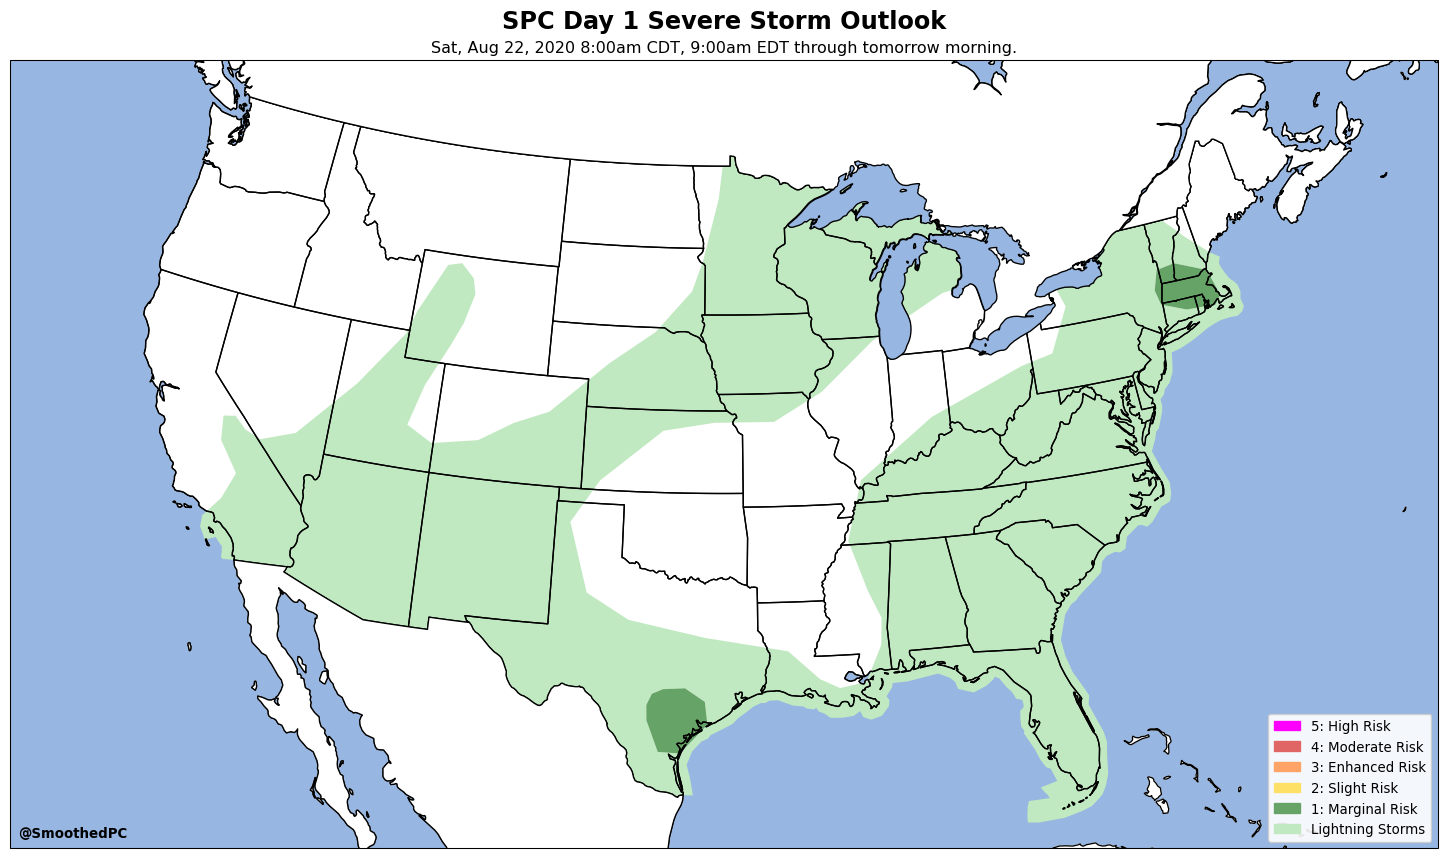 SPC Day 1 Severe Storm Outlook
Sat, Aug 22, 2020 8:00am CDT, 9:00am EDT through tomorrow morning.
5: High Risk
4: Moderate Risk
3: Enhanced Risk
2: Slight Risk
1: Marginal Risk
Lightning Storms
@SmoothedPC